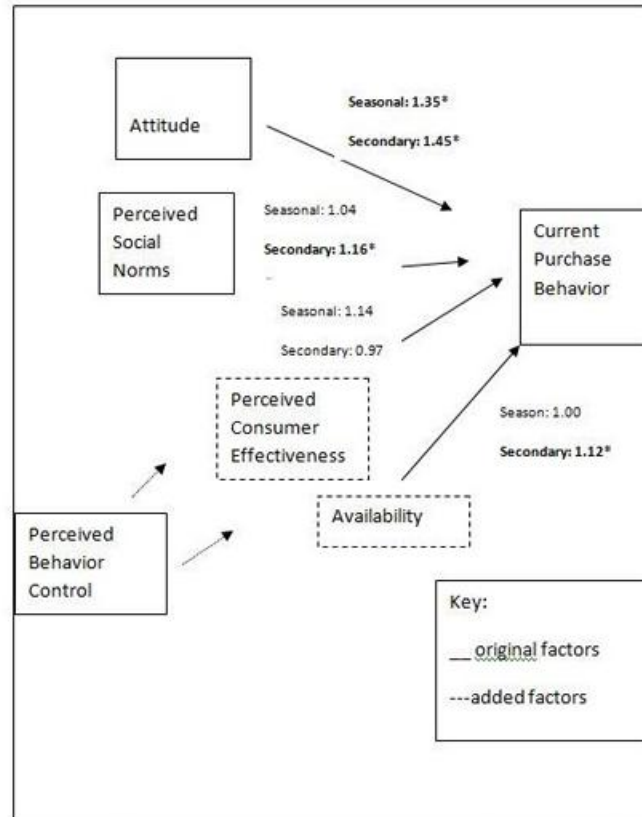 Attitude
Seasonal: 1.35*
Secondary: 1.45*
Perceived
Social
Norms
Seasonal: 1.04
Secondary: 1.16*
Current
Purchase
Behavior
Seasonal: 1.14
Secondary: 0.97
Perceived
Consumer
Effectiveness
Season: 1.00
Secondary: 1.12*
Availability
Perceived
Behavior
Control
Key:
__ original factors
---added factors